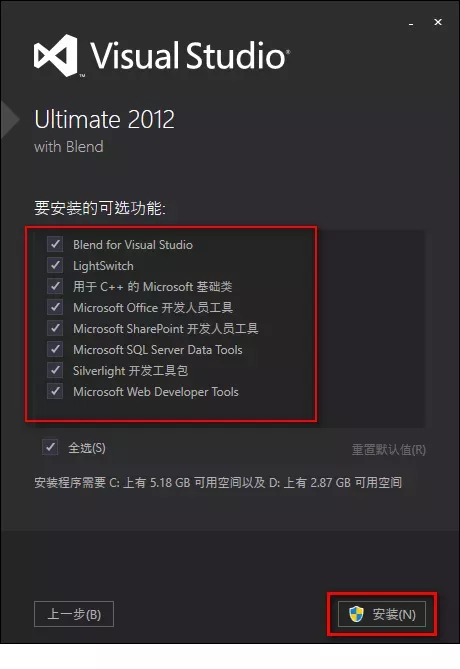 Visual Studio
Ultimate 2012
with Blend
要安装的可选功能:
Blend for Visual Studio
LightSwitch
用于 C++ 的 Microsoft 基础类
Microsoft Office 开发人员工具
Microsoft SharePoint 开发人员工具
Microsoft SQL Server Data Tools
Silverlight 开发工具包
Microsoft Web Developer Tools
全选(S) 重置默认值(R)
安装程序需要 C: 上有 5.18 GB 可用空间以及 D: 上有 2.87 GB 可用空间
上一步(B) 安装(N)